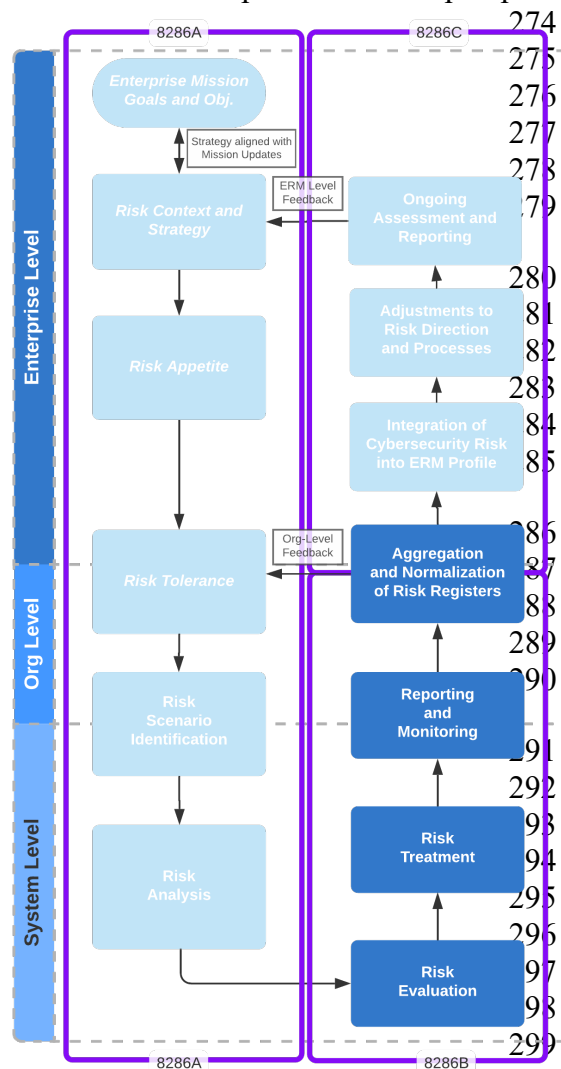 8286A
8286C
Enterprise Level
Org Level
System Level
Enterprise Mission
Goals and Obj.
Strategy aligned with
Mission Updates
Risk Context and
Strategy
ERM Level
Feedback
Risk Appetite
Risk Tolerance
Org-Level
Feedback
Risk
Scenario
Identification
Risk
Analysis
Ongoing
Assessment and
Reporting
Adjustments to
Risk Direction
and Processes
Integration of
Cybersecurity Risk
into ERM Profile
Aggregation
and Normalization
of Risk Registers
Reporting
and
Monitoring
Risk
Treatment
Risk
Evaluation
8286A
8286B
274
275
276
277
278
279
280
281
282
283
284
285
286
287
288
289
290
291
292
293
294
295
296
297
298
299